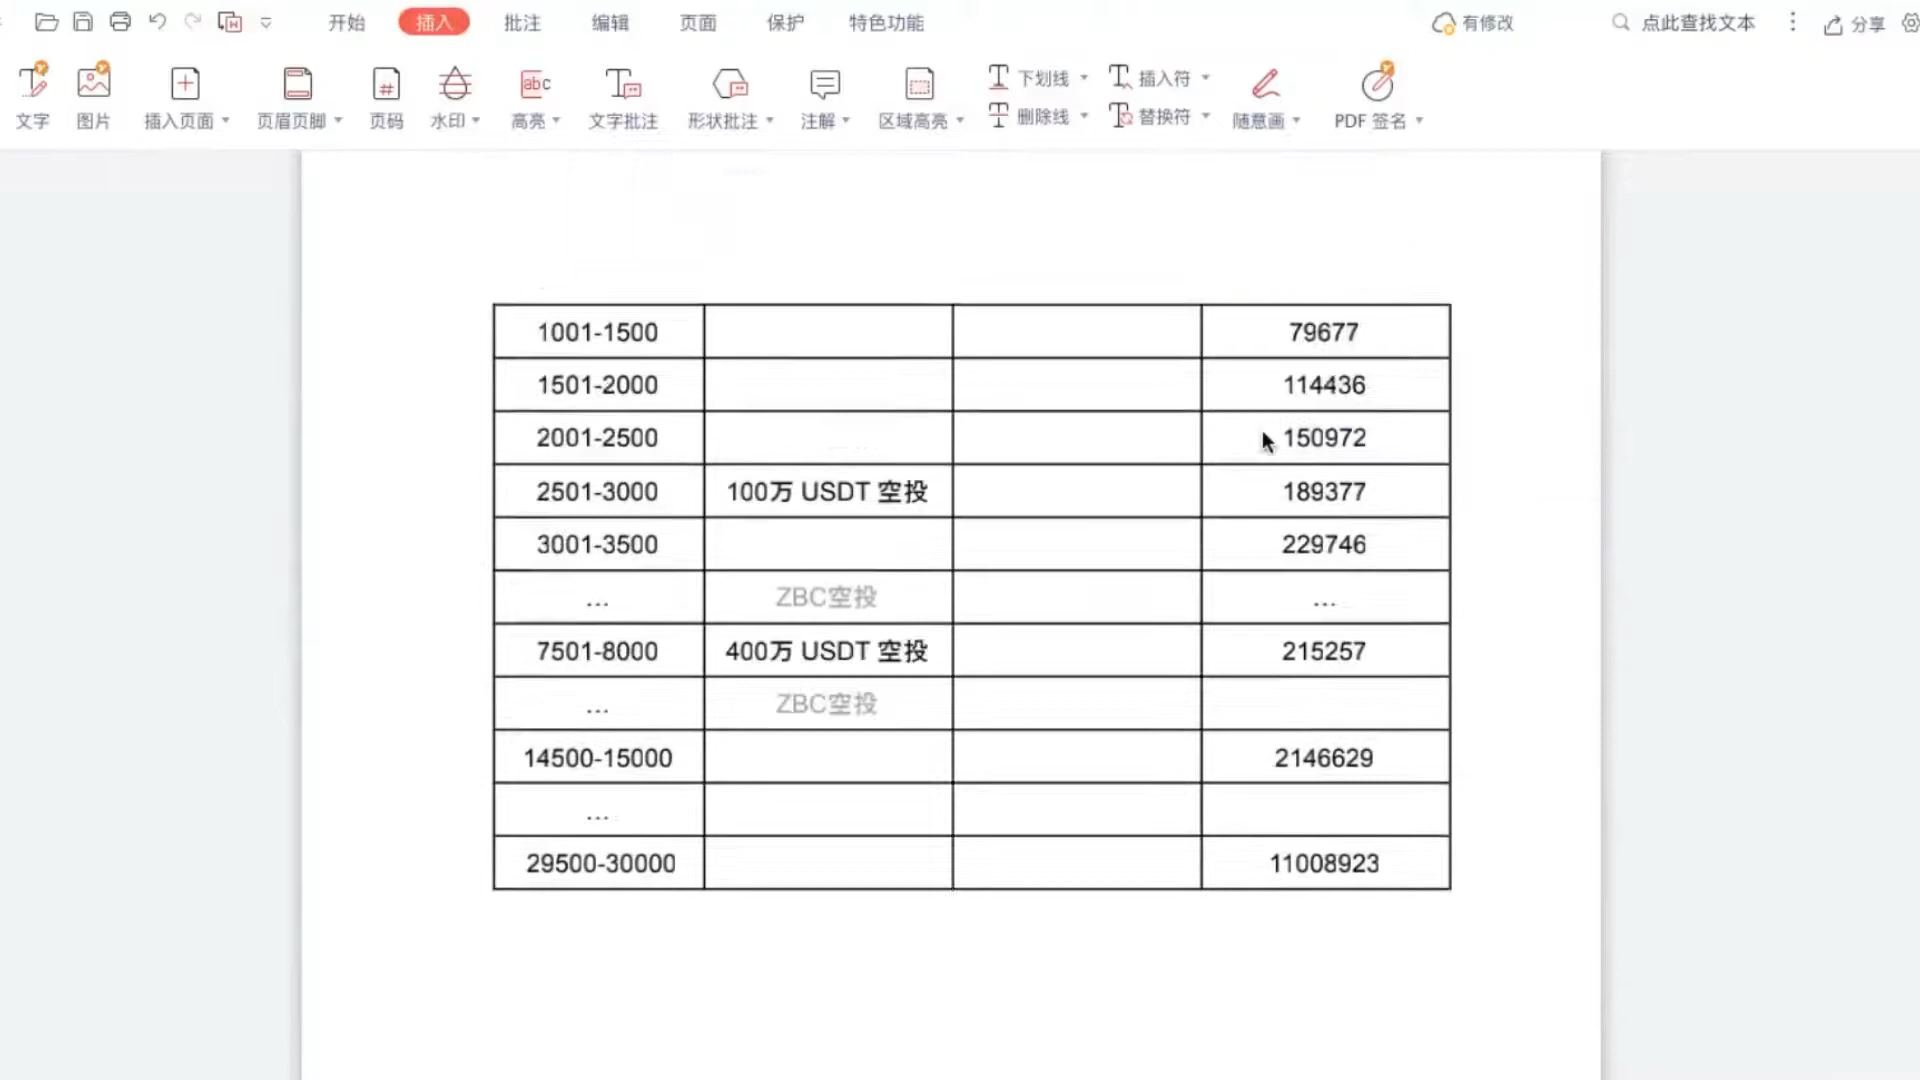 开始 插入 批注 编辑 页面 保护 特色功能 有修改 点此查找文本 分享
下划线 插入符
删除线 替换符
文字 图片 插入页面 页眉页脚 页码 水印 高亮 文字批注 形状批注 注解 区域高亮 随意画 PDF 签名
1001-1500 79677
1501-2000 114436
2001-2500 150972
2501-3000 100万 USDT 空投 189377
3001-3500 229746
... ZBC空投 ...
7501-8000 400万 USDT 空投 215257
... ZBC空投
14500-15000 2146629
...
29500-30000 11008923